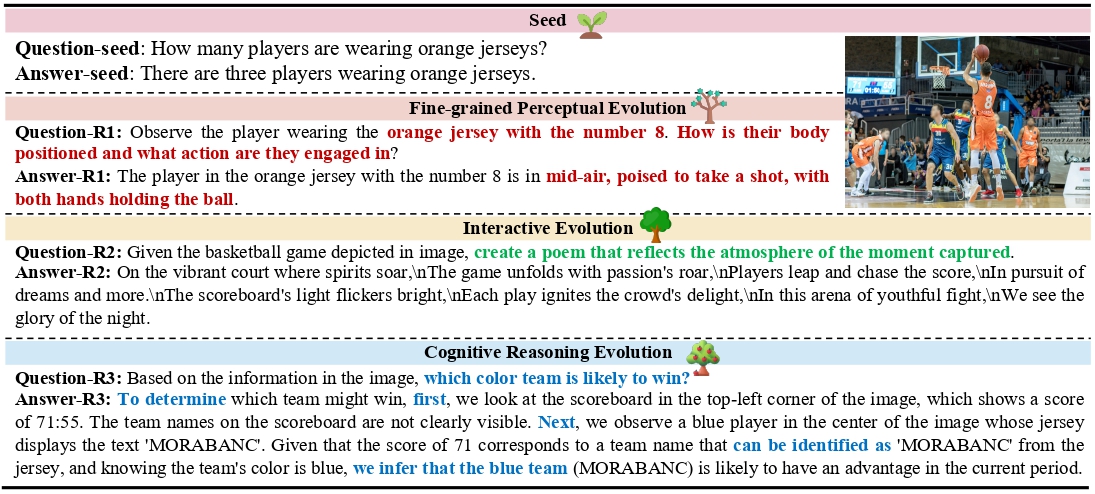 Seed
Question-seed: How many players are wearing orange jerseys?
Answer-seed: There are three players wearing orange jerseys.
Fine-grained Perceptual Evolution
Question-R1: Observe the player wearing the orange jersey with the number 8. How is their body
positioned and what action are they engaged in?
Answer-R1: The player in the orange jersey with the number 8 is in mid-air, poised to take a shot, with
both hands holding the ball.
8
Interactive Evolution
Question-R2: Given the basketball game depicted in image, create a poem that reflects the atmosphere of the moment captured.
Answer-R2: On the vibrant court where spirits soar,\nThe game unfolds with passion's roar,\nPlayers leap and chase the score,\nIn pursuit of
dreams and more.\nThe scoreboard's light flickers bright,\nEach play ignites the crowd's delight,\nIn this arena of youthful fight,\nWe see the
glory of the night.
Cognitive Reasoning Evolution
Question-R3: Based on the information in the image, which color team is likely to win?
Answer-R3: To determine which team might win, first, we look at the scoreboard in the top-left corner of the image, which shows a score
of 71:55. The team names on the scoreboard are not clearly visible. Next, we observe a blue player in the center of the image whose jersey
displays the text 'MORABANC'. Given that the score of 71 corresponds to a team name that can be identified as 'MORABANC' from the
jersey, and knowing the team's color is blue, we infer that the blue team (MORABANC) is likely to have an advantage in the current period.